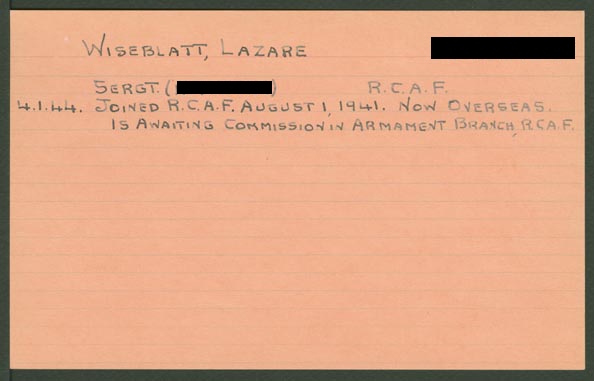 WISEBLATT, LAZARE
SERGT. ( ) R.C.A.F.
4.1.44. JOINED R.C.A.F. AUGUST 1, 1941. NOW OVERSEAS.
IS AWAITING COMMISSION IN ARMAMENT BRANCH, R.C.A.F.